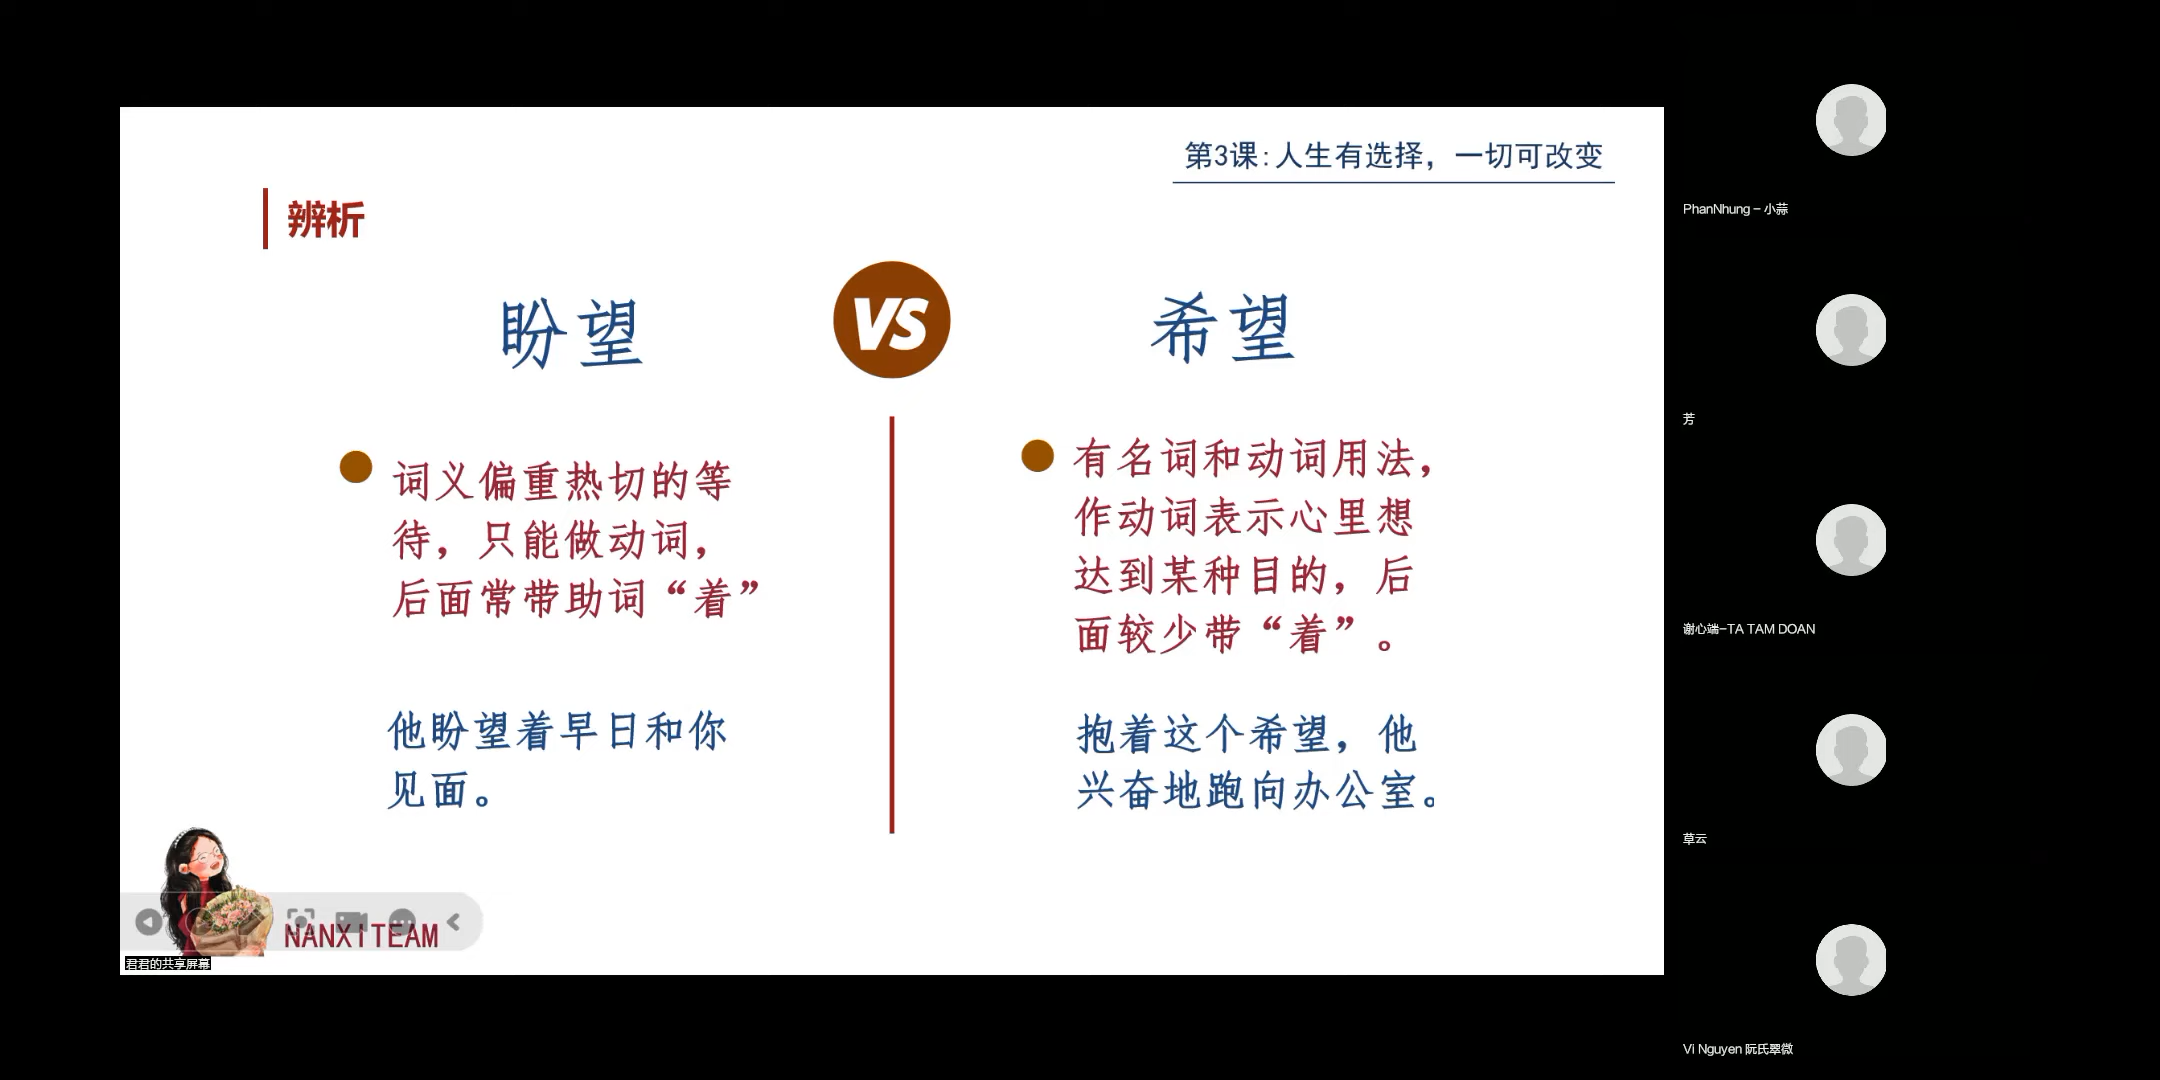 第3课:人生有选择，一切可改变
辨析
盼望
VS
希望
词义偏重热切的等
待，只能做动词，
后面常带助词“着”
他盼望着早日和你
见面。
有名词和动词用法，
作动词表示心里想
达到某种目的，后
面较少带“着”。
抱着这个希望，他
兴奋地跑向办公室。
NANXITEAM
君君的共享屏幕
PhanNhung - 小蒜
芳
谢心端-TA TAM DOAN
草云
Vi Nguyen 阮氏翠微